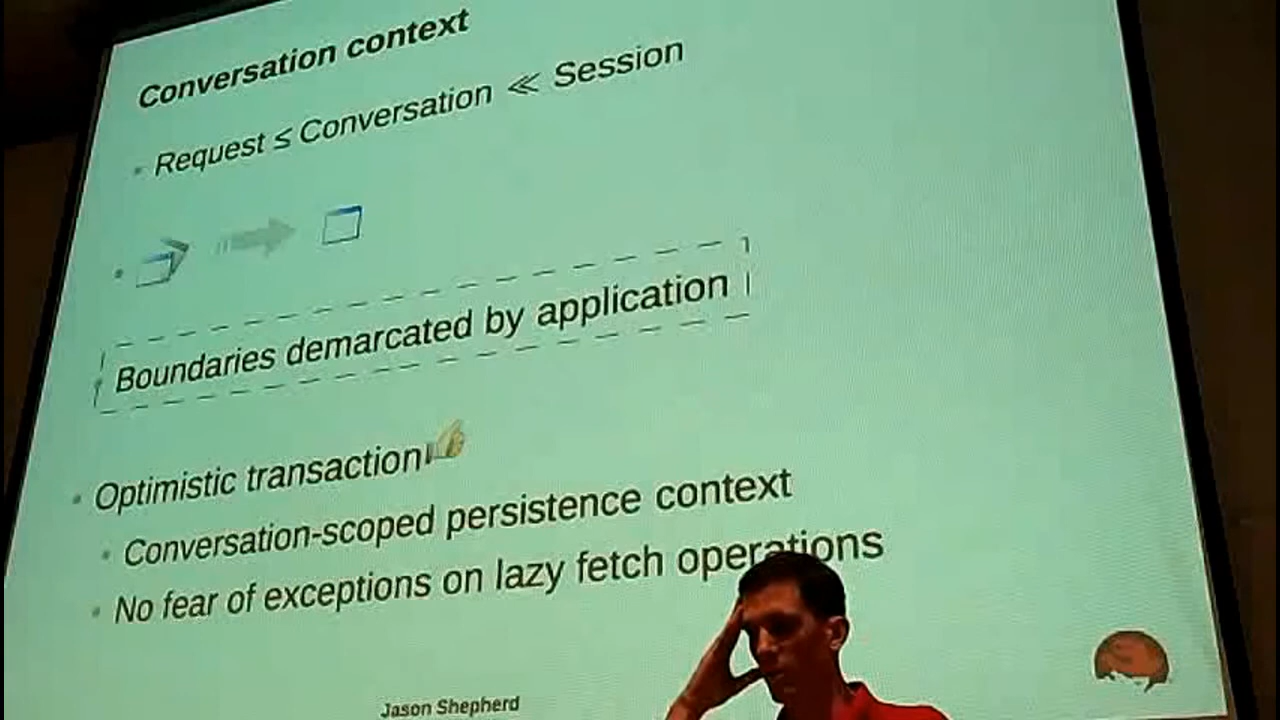 Conversation context
Request ≤ Conversation ≪ Session
Boundaries demarcated by application
Optimistic transaction
Conversation-scoped persistence context
No fear of exceptions on lazy fetch operations
Jason Shepherd